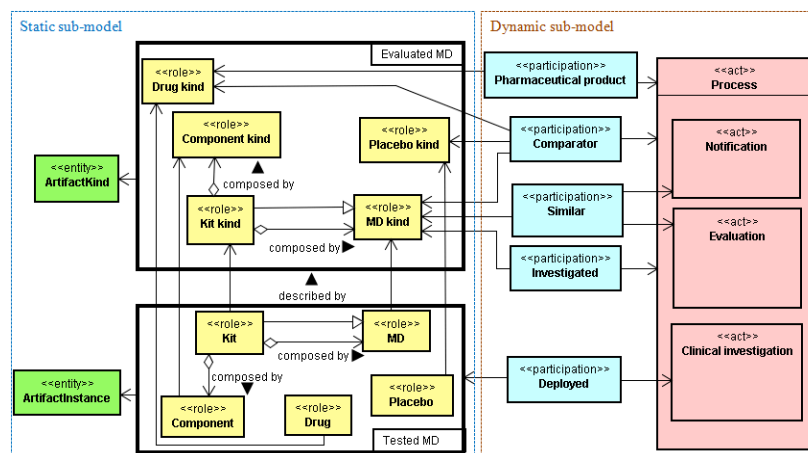 Static sub-model
Dynamic sub-model
Evaluated MD
<<role>>
Drug kind
<<participation>>
Pharmaceutical product
<<act>>
Process
<<role>>
Component kind
<<role>>
Placebo kind
<<participation>>
Comparator
<<act>>
Notification
<<entity>>
ArtifactKind
composed by
<<role>>
Kit kind
<<role>>
MD kind
<<participation>>
Similar
<<act>>
Evaluation
composed by
<<participation>>
Investigated
described by
<<role>>
Kit
<<role>>
MD
composed by
<<act>>
Clinical investigation
composed by
<<participation>>
Deployed
<<entity>>
ArtifactInstance
<<role>>
Component
<<role>>
Drug
<<role>>
Placebo
Tested MD